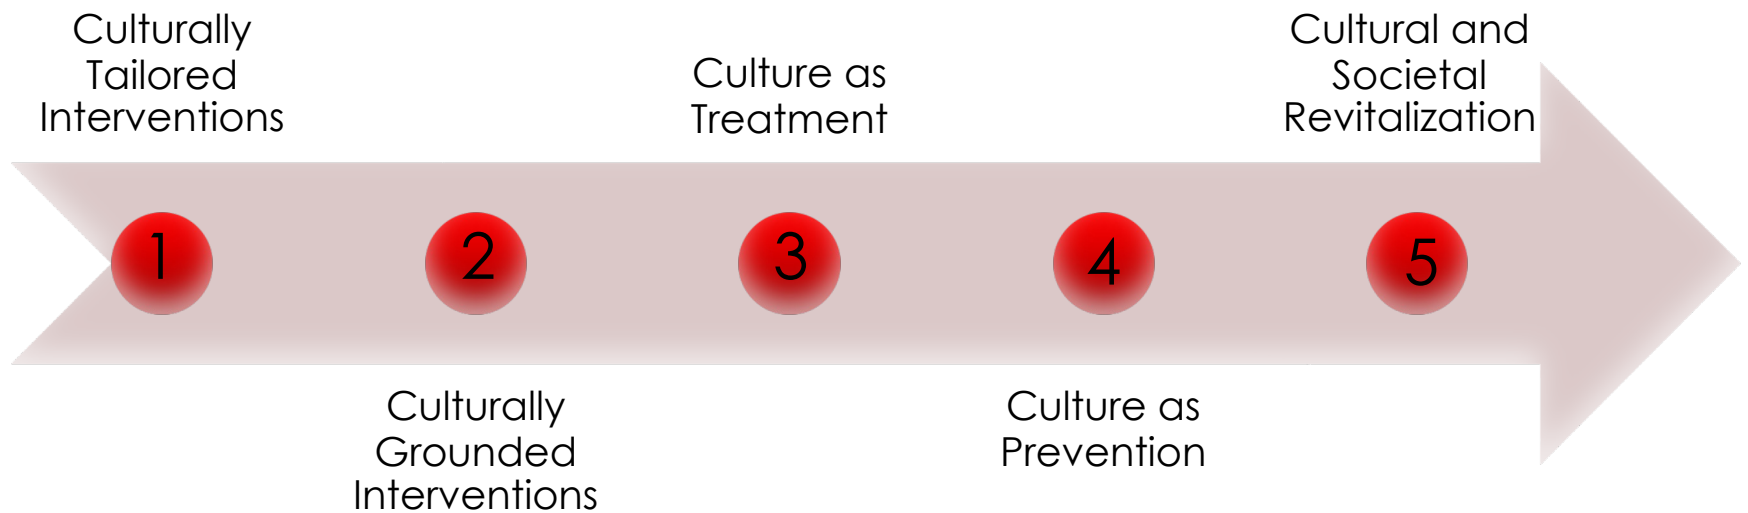 Culturally
Tailored
Interventions
Culture as
Treatment
Cultural and
Societal
Revitalization
1
2
3
4
5
Culturally
Grounded
Interventions
Culture as
Prevention